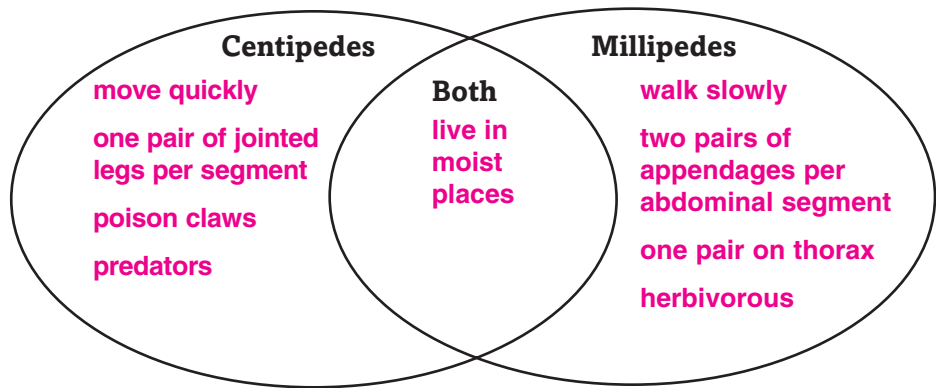 Centipedes
move quickly
one pair of jointed
legs per segment
poison claws
predators
Both
live in
moist
places
Millipedes
walk slowly
two pairs of
appendages per
abdominal segment
one pair on thorax
herbivorous